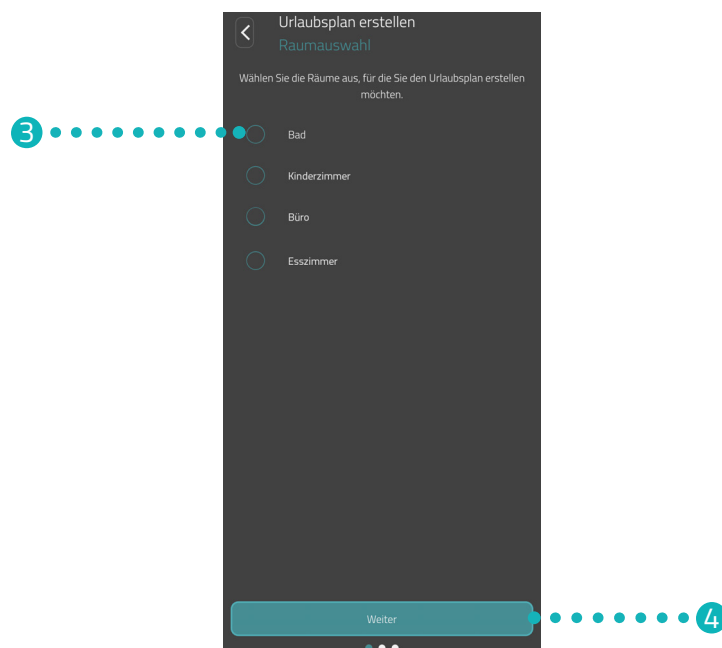 Urlaubsplan erstellen
Raumauswahl
Wählen Sie die Räume aus, für die Sie den Urlaubsplan erstellen
möchten.
3
Bad
Kinderzimmer
Büro
Esszimmer
Weiter
4